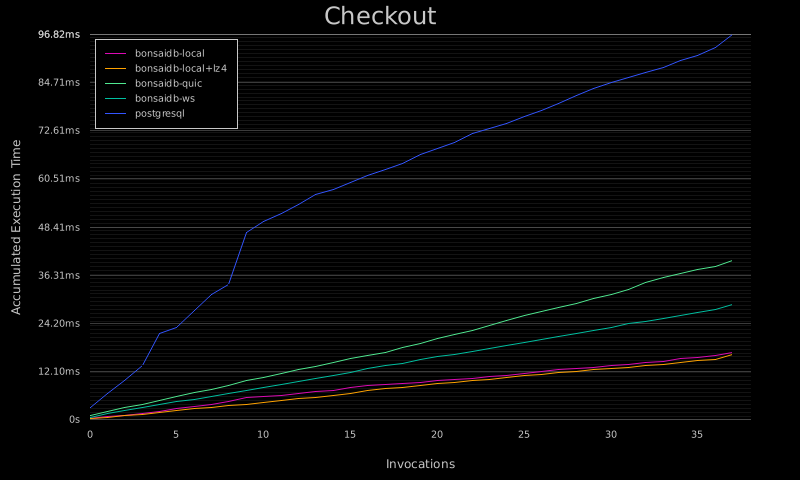 Checkout
96.82ms
84.71ms
72.61ms
60.51ms
48.41ms
36.31ms
24.20ms
12.10ms
0s
Accumulated Execution Time
bonsaidb-local
bonsaidb-local+lz4
bonsaidb-quic
bonsaidb-ws
postgresql
0 5 10 15 20 25 30 35
Invocations